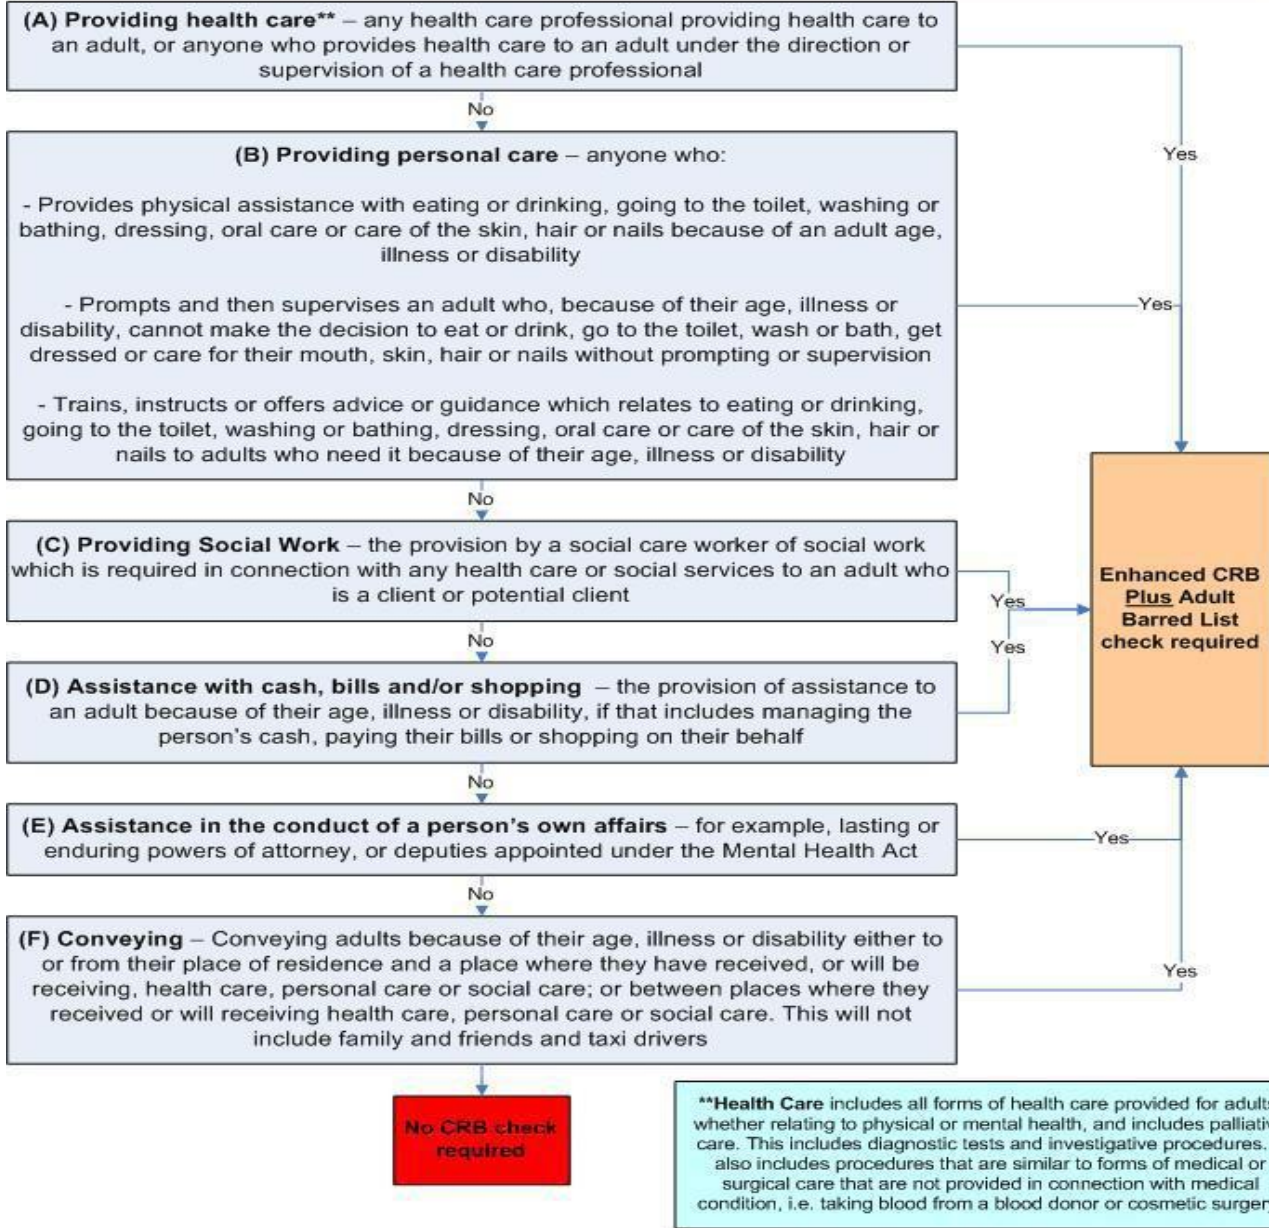 (A) Providing health care** – any health care professional providing health care to
an adult, or anyone who provides health care to an adult under the direction or
supervision of a health care professional
Yes
No
(B) Providing personal care – anyone who:
- Provides physical assistance with eating or drinking, going to the toilet, washing or
bathing, dressing, oral care or care of the skin, hair or nails because of an adult age,
illness or disability
- Prompts and then supervises an adult who, because of their age, illness or
disability, cannot make the decision to eat or drink, go to the toilet, wash or bath, get
dressed or care for their mouth, skin, hair or nails without prompting or supervision
- Trains, instructs or offers advice or guidance which relates to eating or drinking,
going to the toilet, washing or bathing, dressing, oral care or care of the skin, hair or
nails to adults who need it because of their age, illness or disability
Yes
No
(C) Providing Social Work – the provision by a social care worker of social work
which is required in connection with any health care or social services to an adult who
is a client or potential client
Yes
No
(D) Assistance with cash, bills and/or shopping – the provision of assistance to
an adult because of their age, illness or disability, if that includes managing the
person's cash, paying their bills or shopping on their behalf
Yes
No
(E) Assistance in the conduct of a person's own affairs – for example, lasting or
enduring powers of attorney, or deputies appointed under the Mental Health Act
Yes
No
(F) Conveying – Conveying adults because of their age, illness or disability either to
or from their place of residence and a place where they have received, or will be
receiving, health care, personal care or social care; or between places where they
received or will receiving health care, personal care or social care. This will not
include family and friends and taxi drivers
Yes
Enhanced CRB
Plus Adult
Barred List
check required
No CRB check
required
**Health Care includes all forms of health care provided for adults
whether relating to physical or mental health, and includes palliativ
care. This includes diagnostic tests and investigative procedures.
also includes procedures that are similar to forms of medical or
surgical care that are not provided in connection with medical
condition, i.e. taking blood from a blood donor or cosmetic surgery